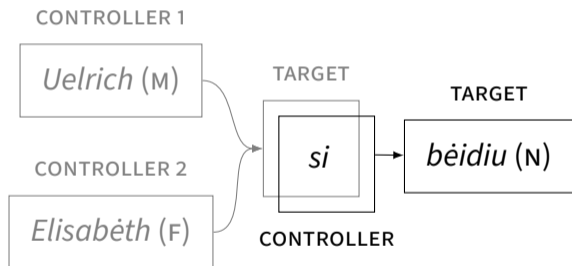 CONTROLLER 1
Uelrich (M)
CONTROLLER 2
Elisabėth (F)
TARGET
si
CONTROLLER
TARGET
bėidiu (N)